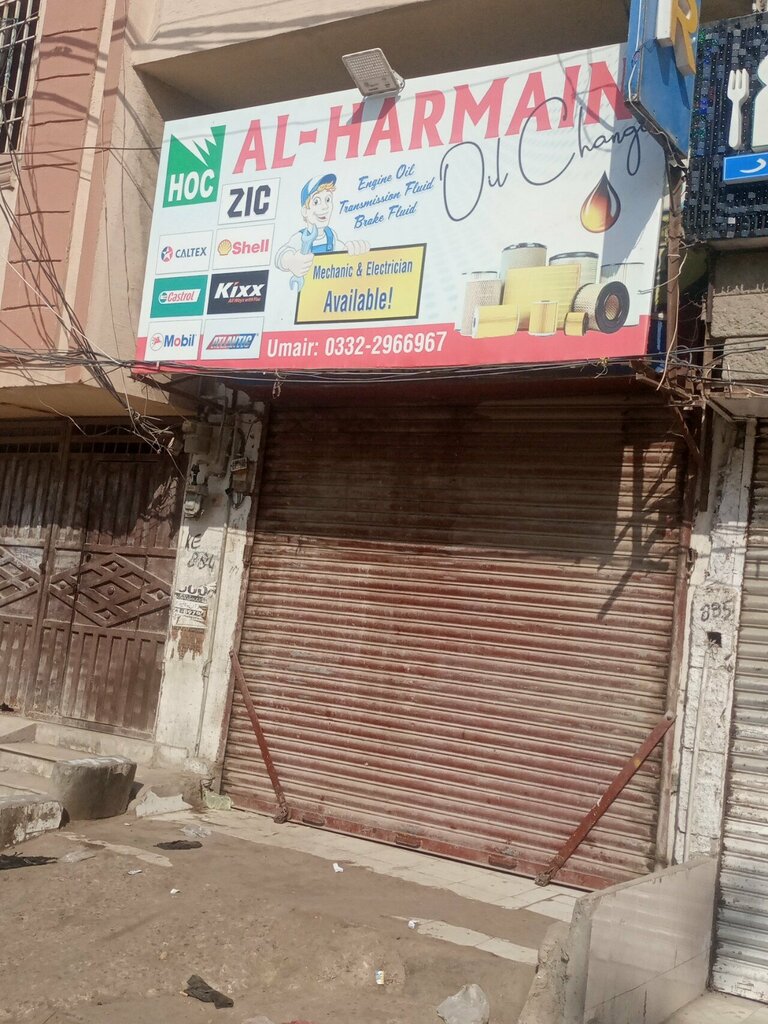 AL-HARMAIN
Oil Change
HOC
ZIC
CALTEX
Shell
Castrol
Kixx
Mobil
ATLANTIC
Engine Oil
Transmission Fluid
Brake Fluid
Mechanic & Electrician
Available!
Umair: 0332-2966967
R
885